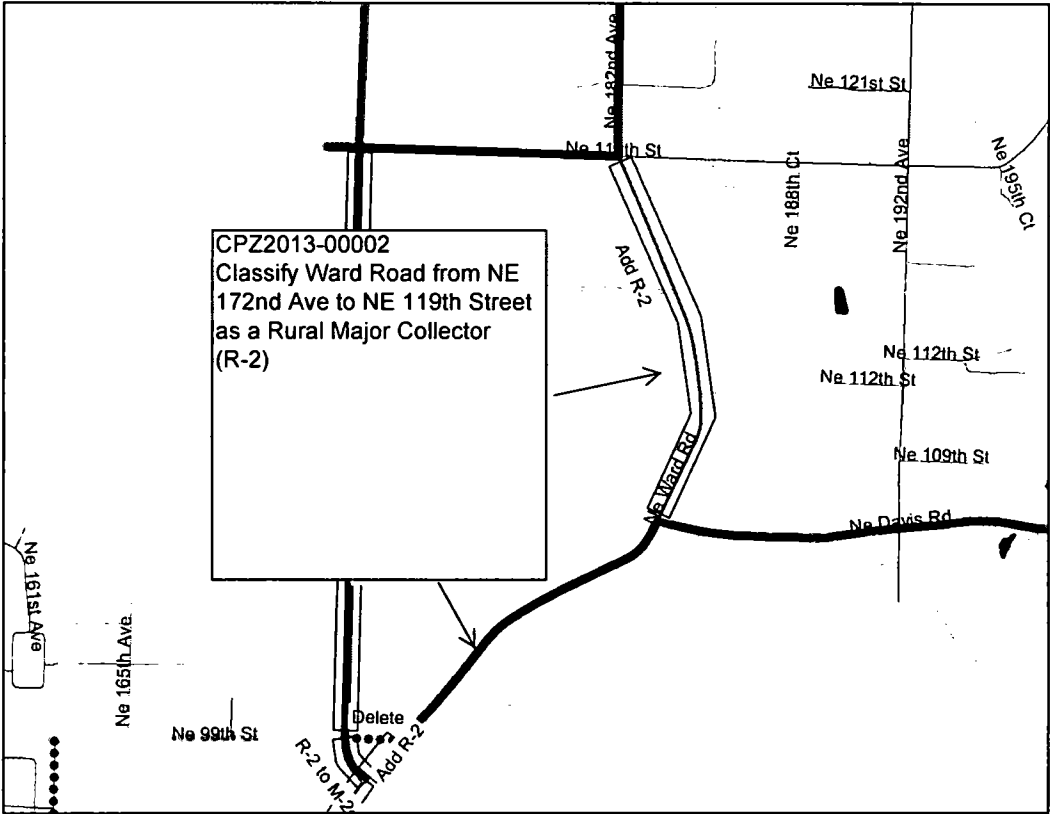 Ne 182nd Ave
Ne 121st St
Ne 119th St
Ne 188th Ct
Ne 192nd Ave
Ne 195th Ct
CPZ2013-00002
Classify Ward Road from NE
172nd Ave to NE 119th Street
as a Rural Major Collector
(R-2)
Add R-2
Ne 112th St
Ne 112th St
Ne Ward Rd
Ne 109th St
Ne Davis Rd
Ne 161st Ave
Ne 165th Ave
Ne 99th St
Delete
Add R-2
R-2 to M-2